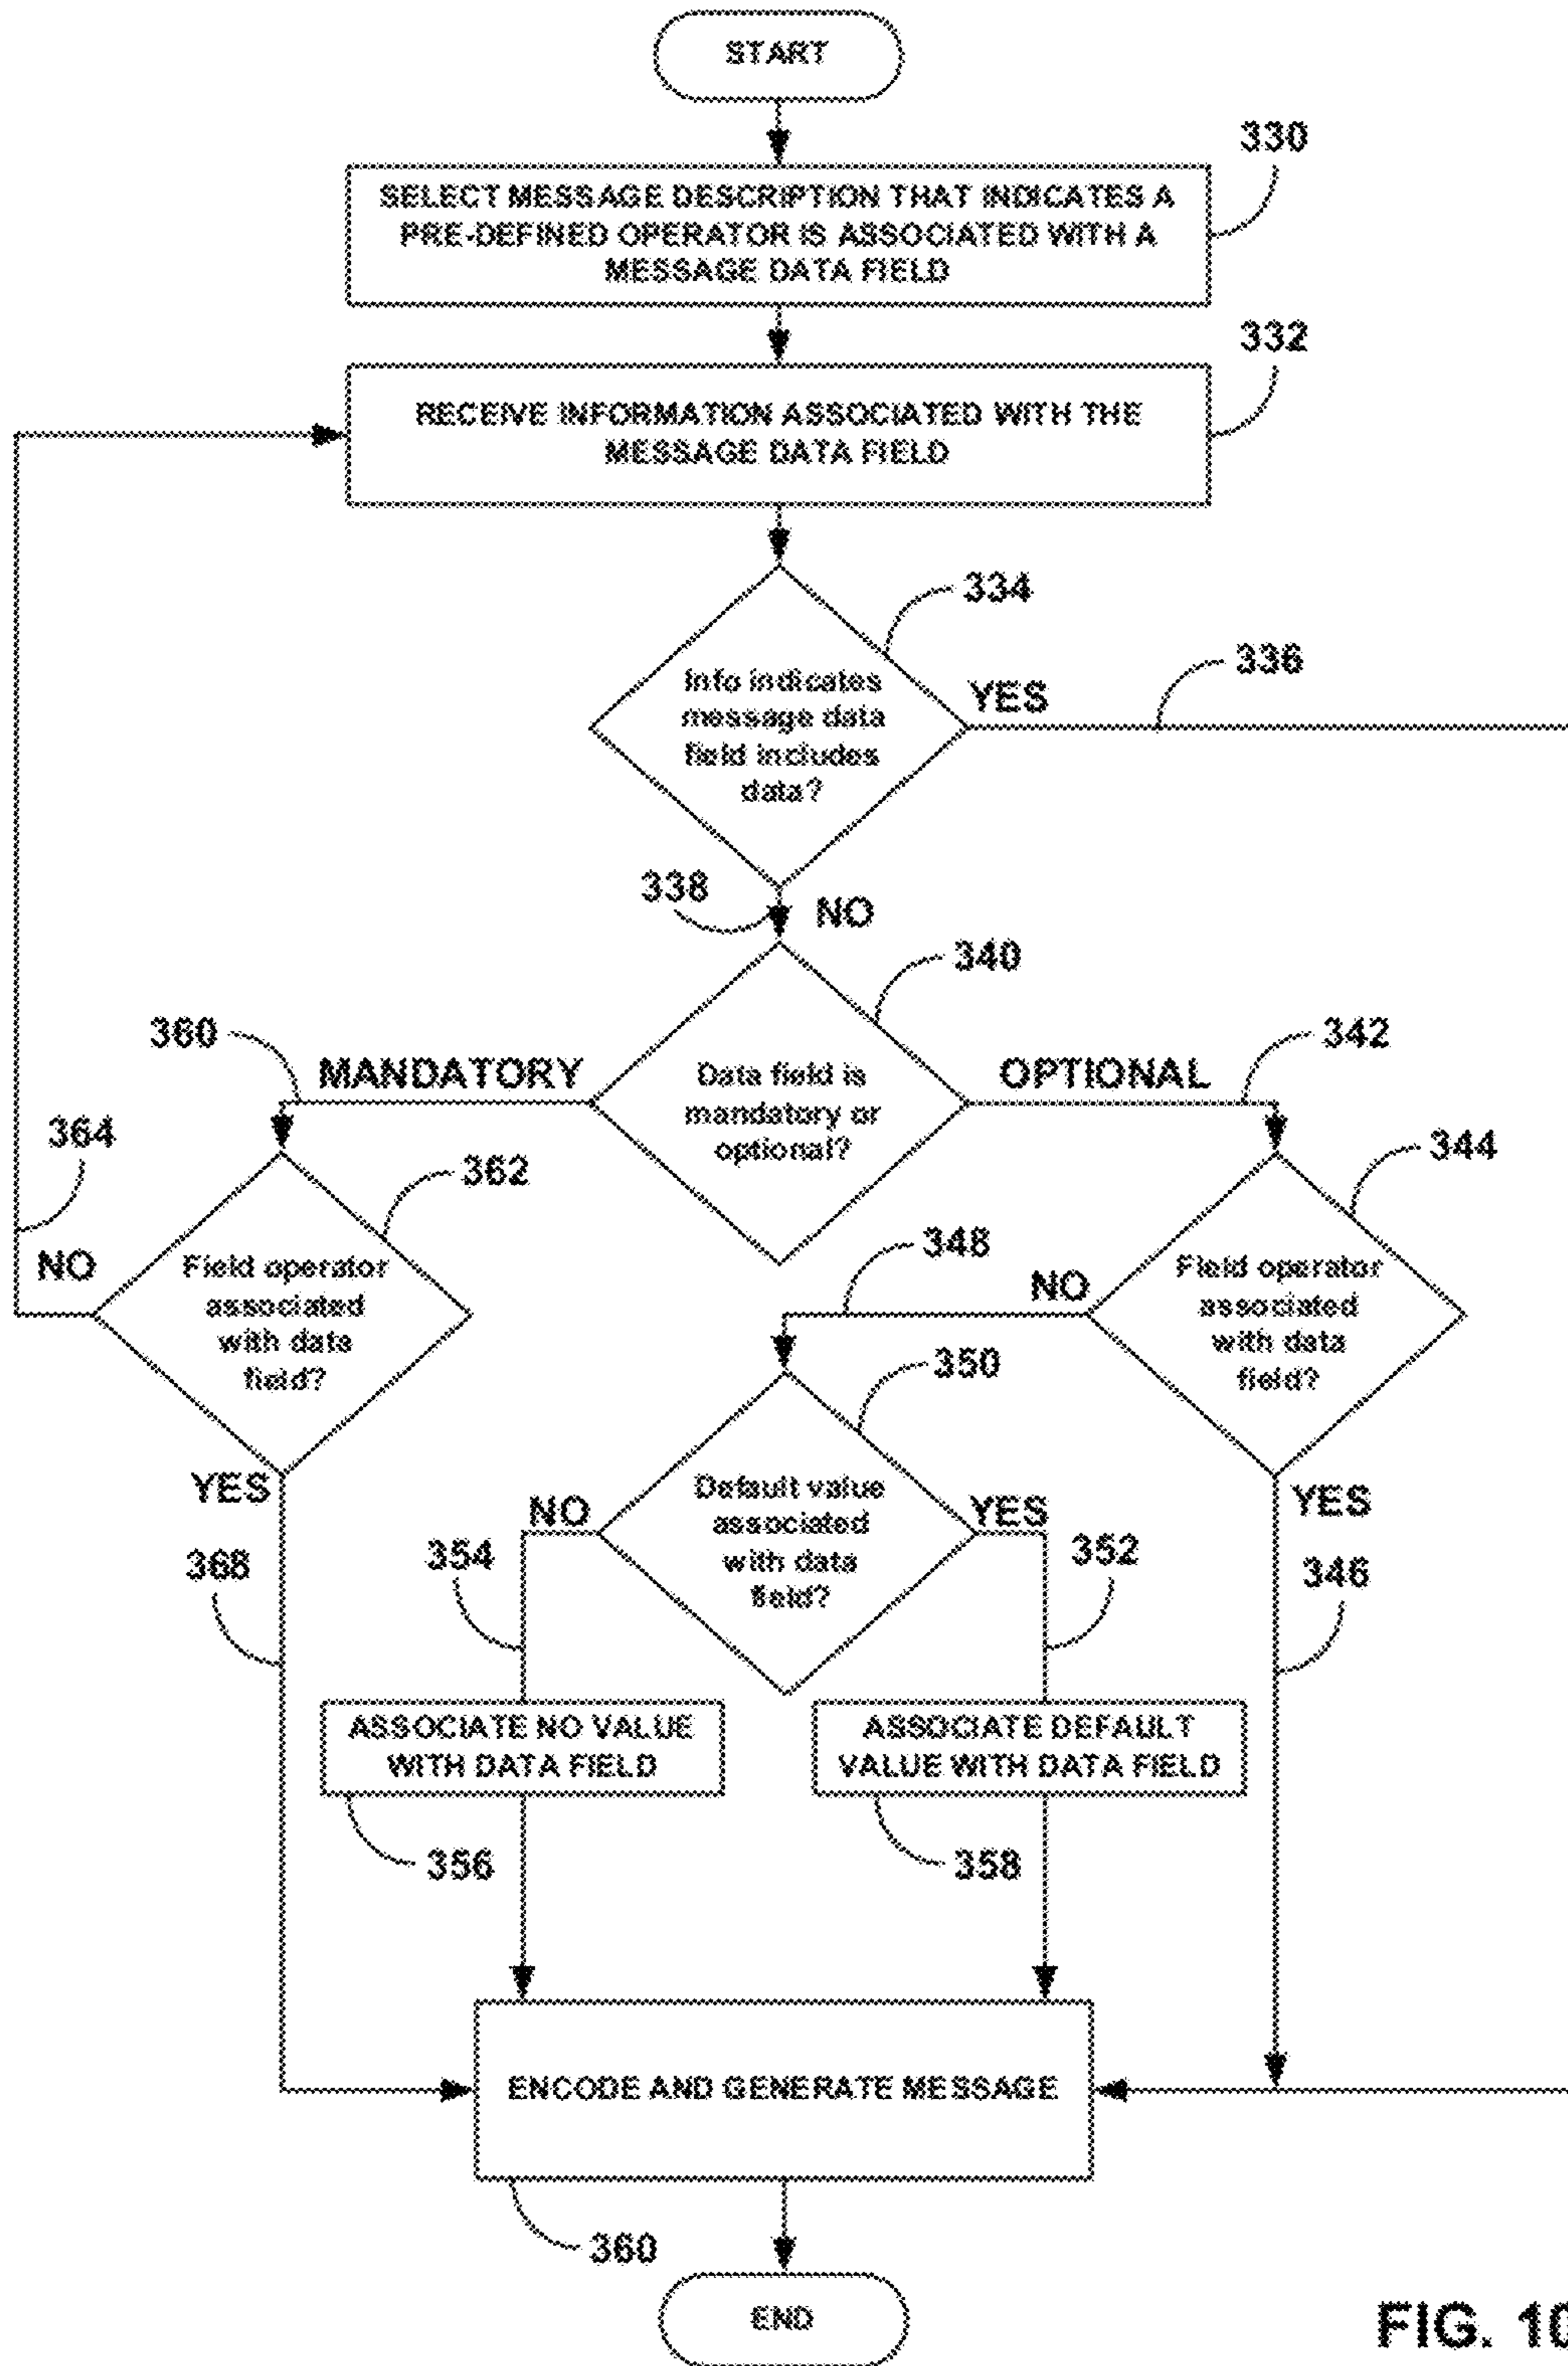 START
330
SELECT MESSAGE DESCRIPTION THAT INDICATES A
PRE-DEFINED OPERATOR IS ASSOCIATED WITH A
MESSAGE DATA FIELD
332
RECEIVE INFORMATION ASSOCIATED WITH THE
MESSAGE DATA FIELD
334
Info indicates
message data
field includes
data?
YES
336
338
NO
340
Data field is
mandatory or
optional?
360
MANDATORY
OPTIONAL
342
364
362
NO
Field operator
associated
with data
field?
344
348
NO
Field operator
associated
with data
field?
350
YES
368
NO
Default value
associated
with data
field?
YES
YES
354
352
346
ASSOCIATE NO VALUE
WITH DATA FIELD
ASSOCIATE DEFAULT
VALUE WITH DATA FIELD
356
358
ENCODE AND GENERATE MESSAGE
360
END
FIG. 10